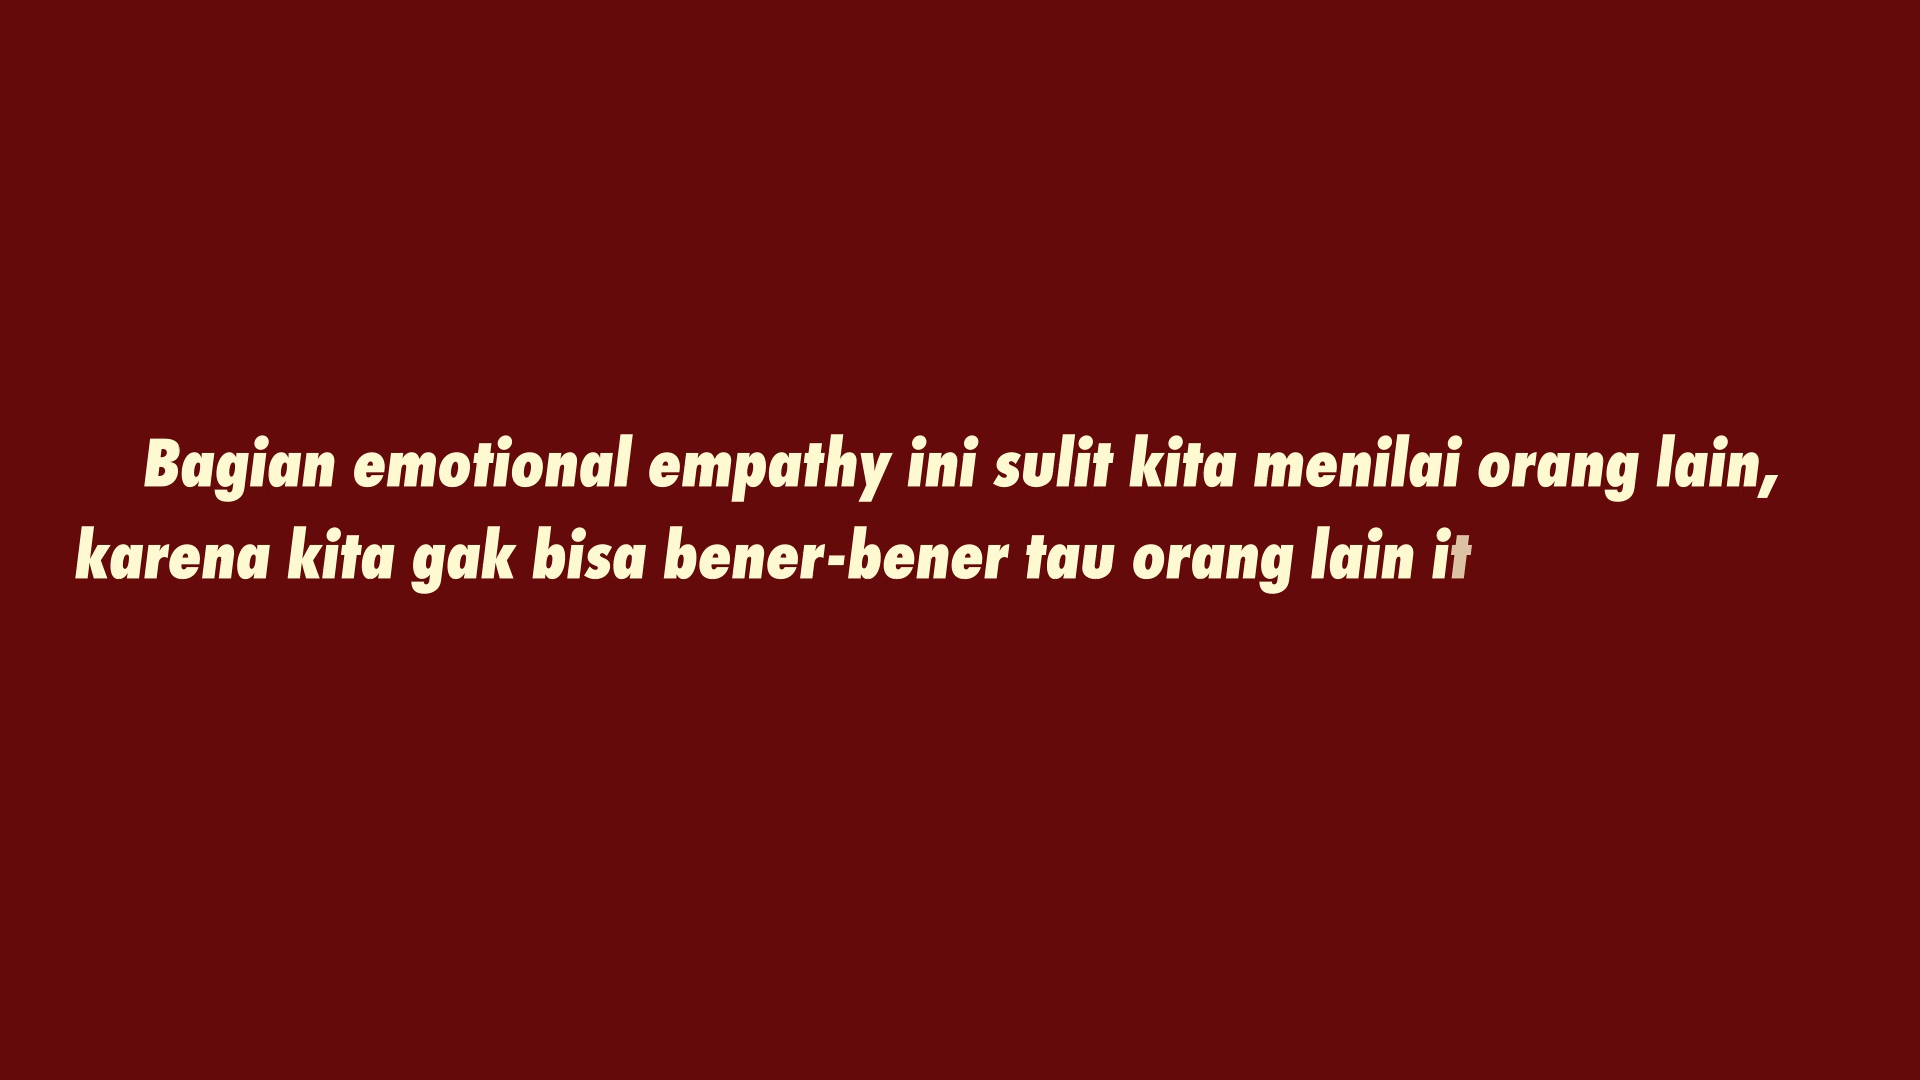 Bagian emotional empathy ini sulit kita menilai orang lain,
karena kita gak bisa bener-bener tau orang lain it